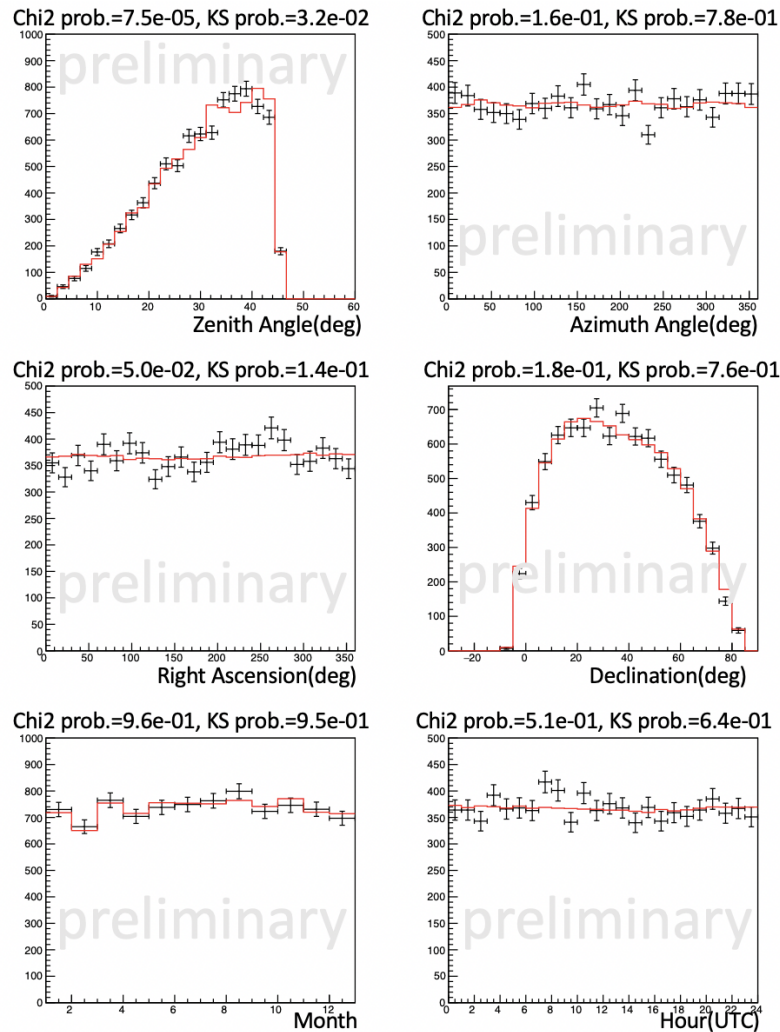 Chi2 prob.=7.5e-05, KS prob.=3.2e-02
1000
900
800
700
600
500
400
300
200
100
0
preliminary
0 10 20 30 40 50 60
Zenith Angle(deg)
Chi2 prob.=1.6e-01, KS prob.=7.8e-01
500
450
400
350
300
250
200
150
100
50
0
preliminary
0 50 100 150 200 250 300 350
Azimuth Angle(deg)
Chi2 prob.=5.0e-02, KS prob.=1.4e-01
500
450
400
350
300
250
200
150
100
50
0
preliminary
0 50 100 150 200 250 300 350
Right Ascension(deg)
Chi2 prob.=1.8e-01, KS prob.=7.6e-01
700
600
500
400
300
200
100
0
preliminary
−20 0 20 40 60 80
Declination(deg)
Chi2 prob.=9.6e-01, KS prob.=9.5e-01
1000
900
800
700
600
500
400
300
200
100
0
preliminary
2 4 6 8 10 12
Month
Chi2 prob.=5.1e-01, KS prob.=6.4e-01
500
450
400
350
300
250
200
150
100
50
0
preliminary
0 2 4 6 8 10 12 14 16 18 20 22 24
Hour(UTC)